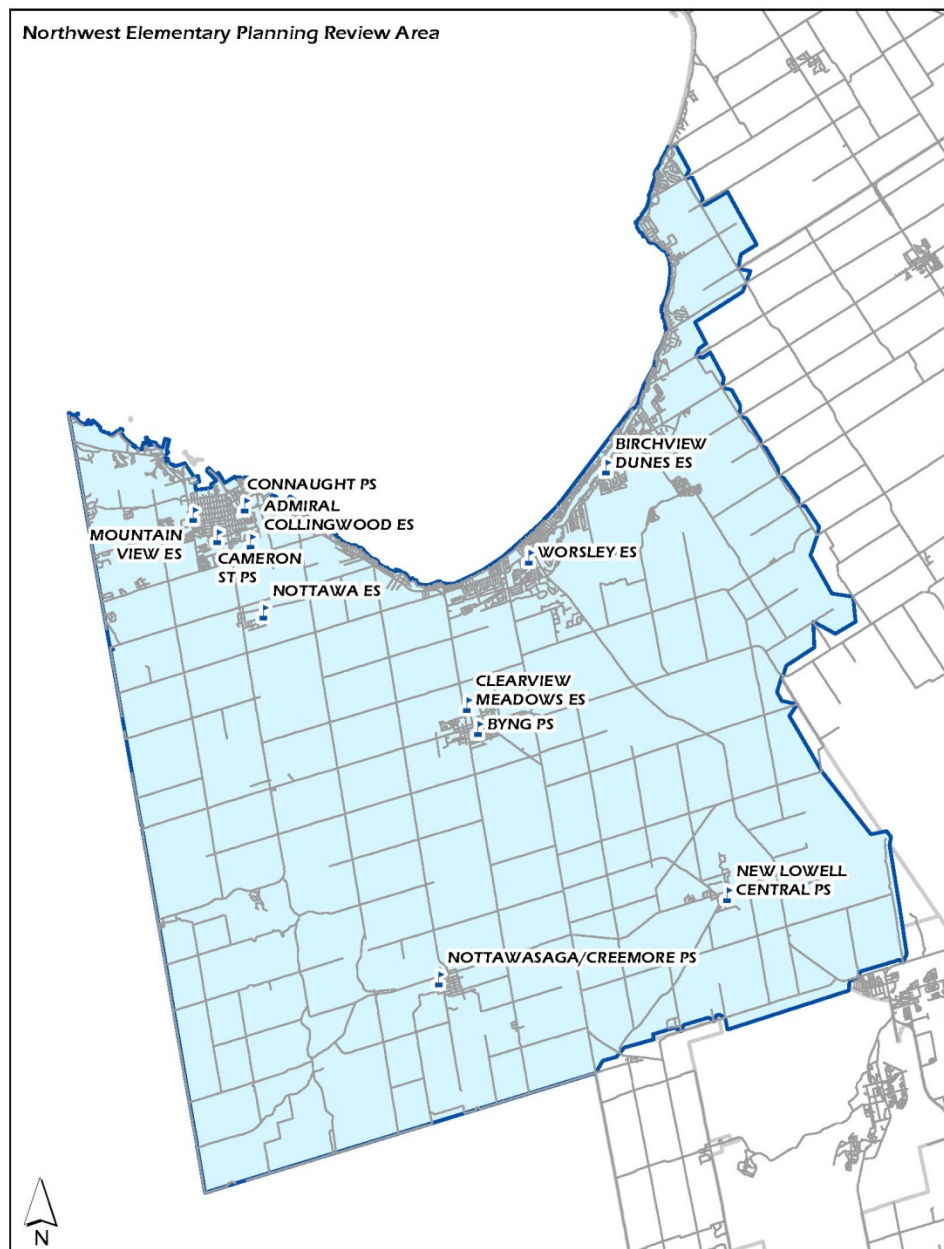 Northwest Elementary Planning Review Area
BIRCHVIEW
DUNES ES
CONNAUGHT PS
ADMIRAL
COLLINGWOOD ES
MOUNTAIN
VIEW ES
CAMERON
ST PS
WORSLEY ES
NOTTAWA ES
CLEARVIEW
MEADOWS ES
BYNG PS
NEW LOWELL
CENTRAL PS
NOTTAWASAGA/CREEMORE PS
N